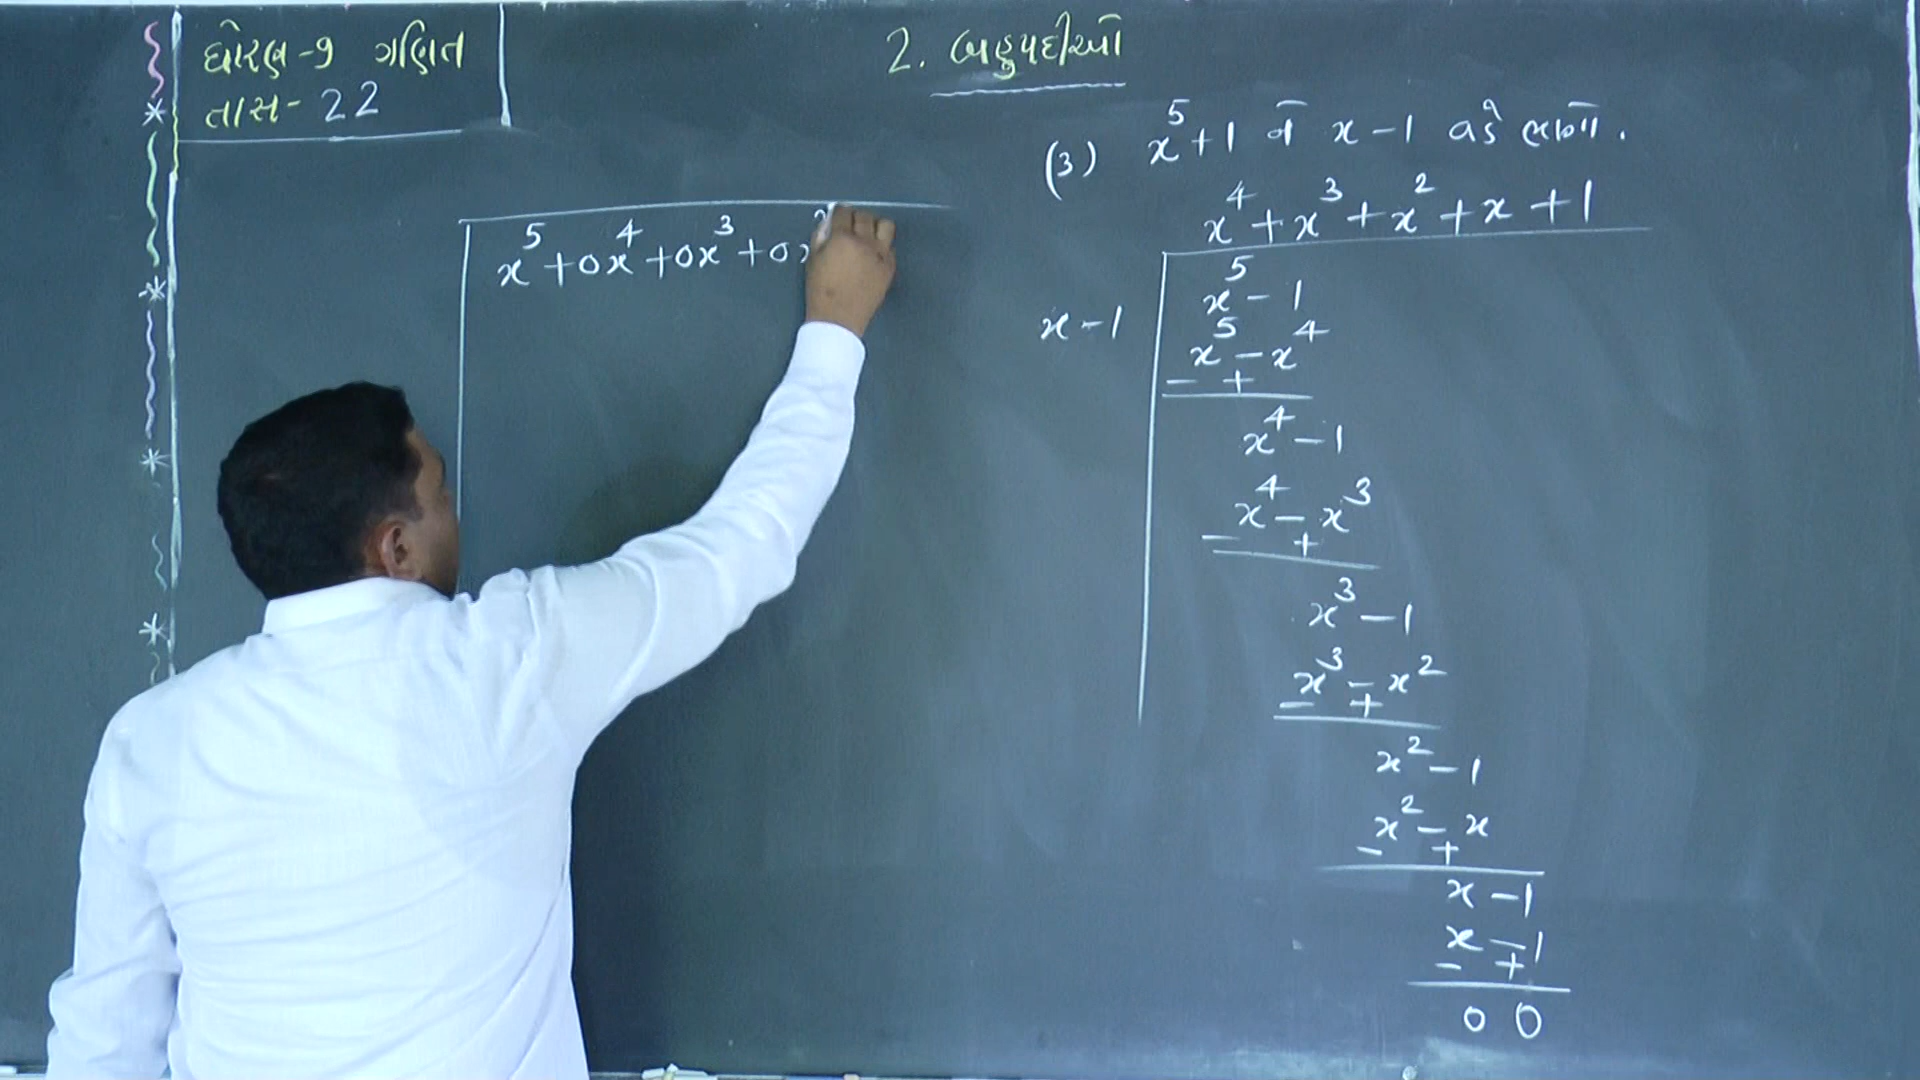 ધોરણ-૭ ગણિત
તાસ- 22
2. બહુપદીઓ
x⁵+0x⁴+0x³+0x²
(3) x⁵+1 ને x-1 વડે ભાગો.
x⁴+x³+x²+x+1
x-1
x⁵-1
x⁵-x⁴
- +
x⁴-1
x⁴-x³
- +
x³-1
x³-x²
- +
x²-1
x²-x
- +
x-1
x-1
- +
0 0